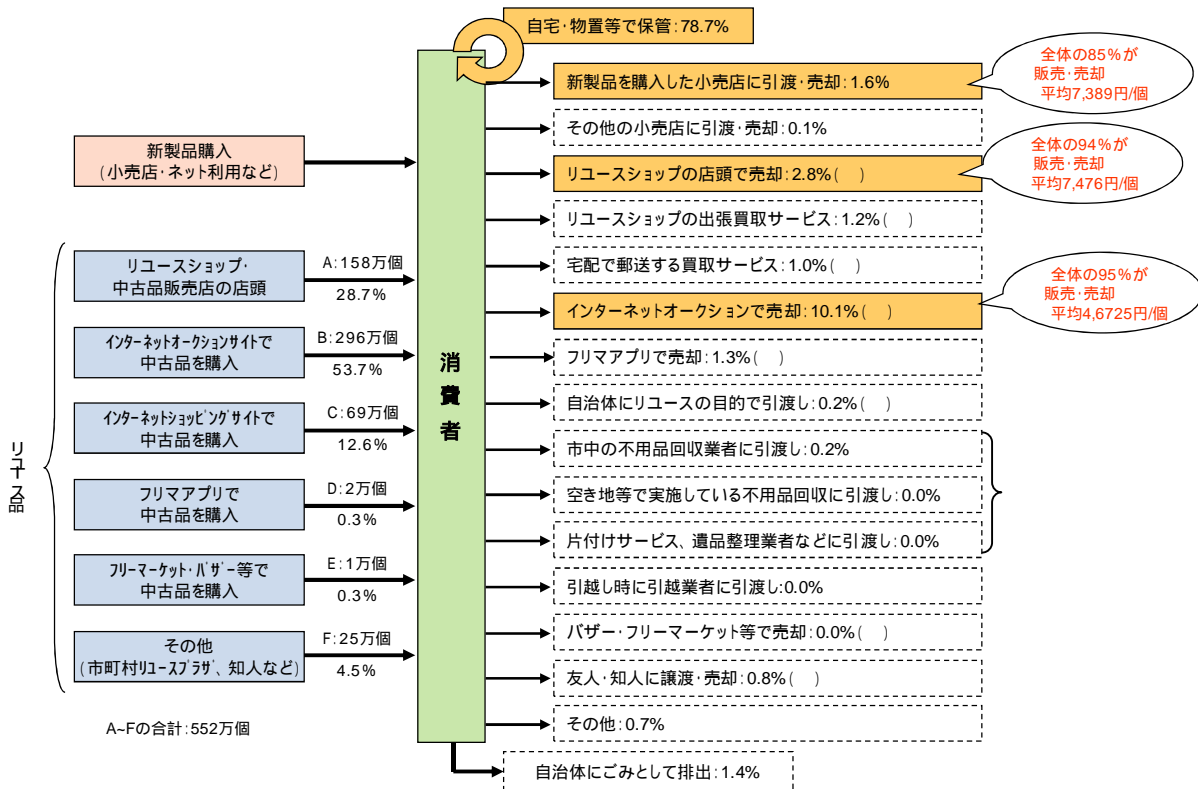 自宅･物置等で保管:78.7%
新製品を購入した小売店に引渡･売却:1.6%
全体の85%が
販売･売却
平均7,389円/個
その他の小売店に引渡･売却:0.1%
リユースショップの店頭で売却:2.8%( )
全体の94%が
販売･売却
平均7,476円/個
リユースショップの出張買取サービス:1.2%( )
宅配で郵送する買取サービス:1.0%( )
インターネットオークションで売却:10.1%( )
全体の95%が
販売･売却
平均4,6725円/個
フリマアプリで売却:1.3%( )
自治体にリユースの目的で引渡し:0.2%( )
市中の不用品回収業者に引渡し:0.2%
空き地等で実施している不用品回収に引渡し:0.0%
片付けサービス、遺品整理業者などに引渡し:0.0%
引越し時に引越業者に引渡し:0.0%
バザー･フリーマーケット等で売却:0.0%( )
友人･知人に譲渡･売却:0.8%( )
その他:0.7%
自治体にごみとして排出:1.4%
消費者
新製品購入
(小売店･ネット利用など)
リユース品
リユースショップ･
中古品販売店の店頭
A:158万個
28.7%
ｲﾝﾀｰﾈｯﾄオークションサイトで
中古品を購入
B:296万個
53.7%
ｲﾝﾀｰﾈｯﾄｼｮｯﾋﾟﾝｸﾞｻｲﾄで
中古品を購入
C:69万個
12.6%
フリマアプリで
中古品を購入
D:2万個
0.3%
ﾌﾘｰﾏｰｹｯﾄ･ﾊﾞｻﾞｰ等で
中古品を購入
E:1万個
0.3%
その他
(市町村ﾘﾕｰｽﾌﾟﾗｻﾞ、知人など)
F:25万個
4.5%
A~Fの合計:552万個